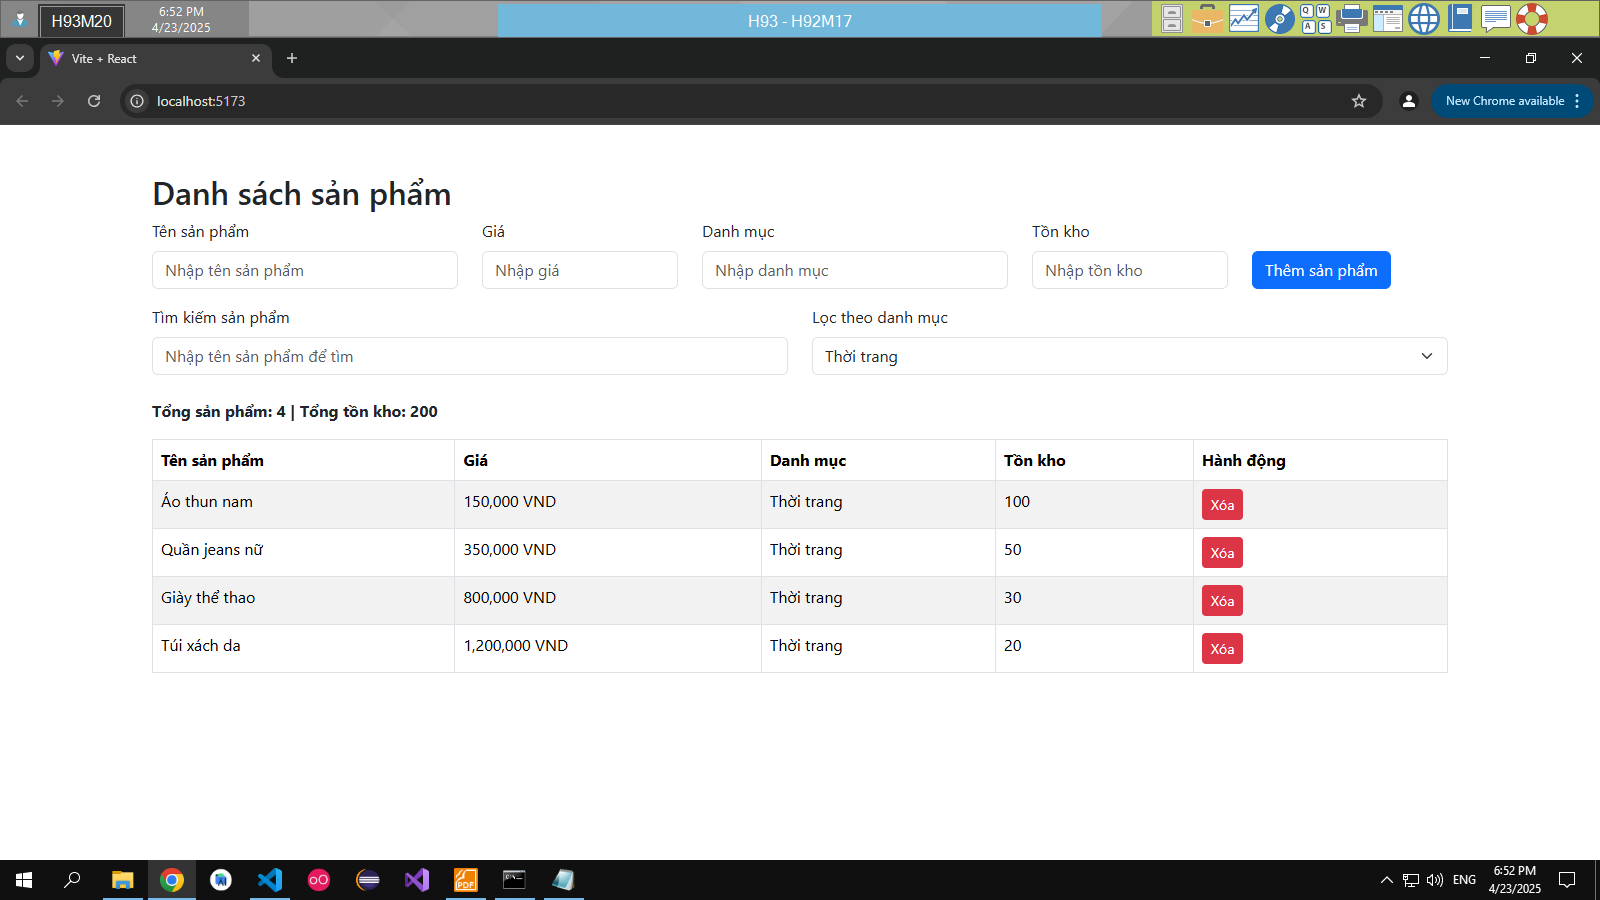 H93M20
6:52 PM
4/23/2025
H93 - H92M17
Q W
A S
Vite + React
localhost:5173
New Chrome available
Danh sách sản phẩm
Tên sản phẩm Giá Danh mục Tồn kho
Nhập tên sản phẩm Nhập giá Nhập danh mục Nhập tồn kho Thêm sản phẩm
Tìm kiếm sản phẩm Lọc theo danh mục
Nhập tên sản phẩm để tìm Thời trang
Tổng sản phẩm: 4 | Tổng tồn kho: 200
Tên sản phẩm Giá Danh mục Tồn kho Hành động
Áo thun nam 150,000 VND Thời trang 100 Xóa
Quần jeans nữ 350,000 VND Thời trang 50 Xóa
Giày thể thao 800,000 VND Thời trang 30 Xóa
Túi xách da 1,200,000 VND Thời trang 20 Xóa
PDF
ENG
6:52 PM
4/23/2025